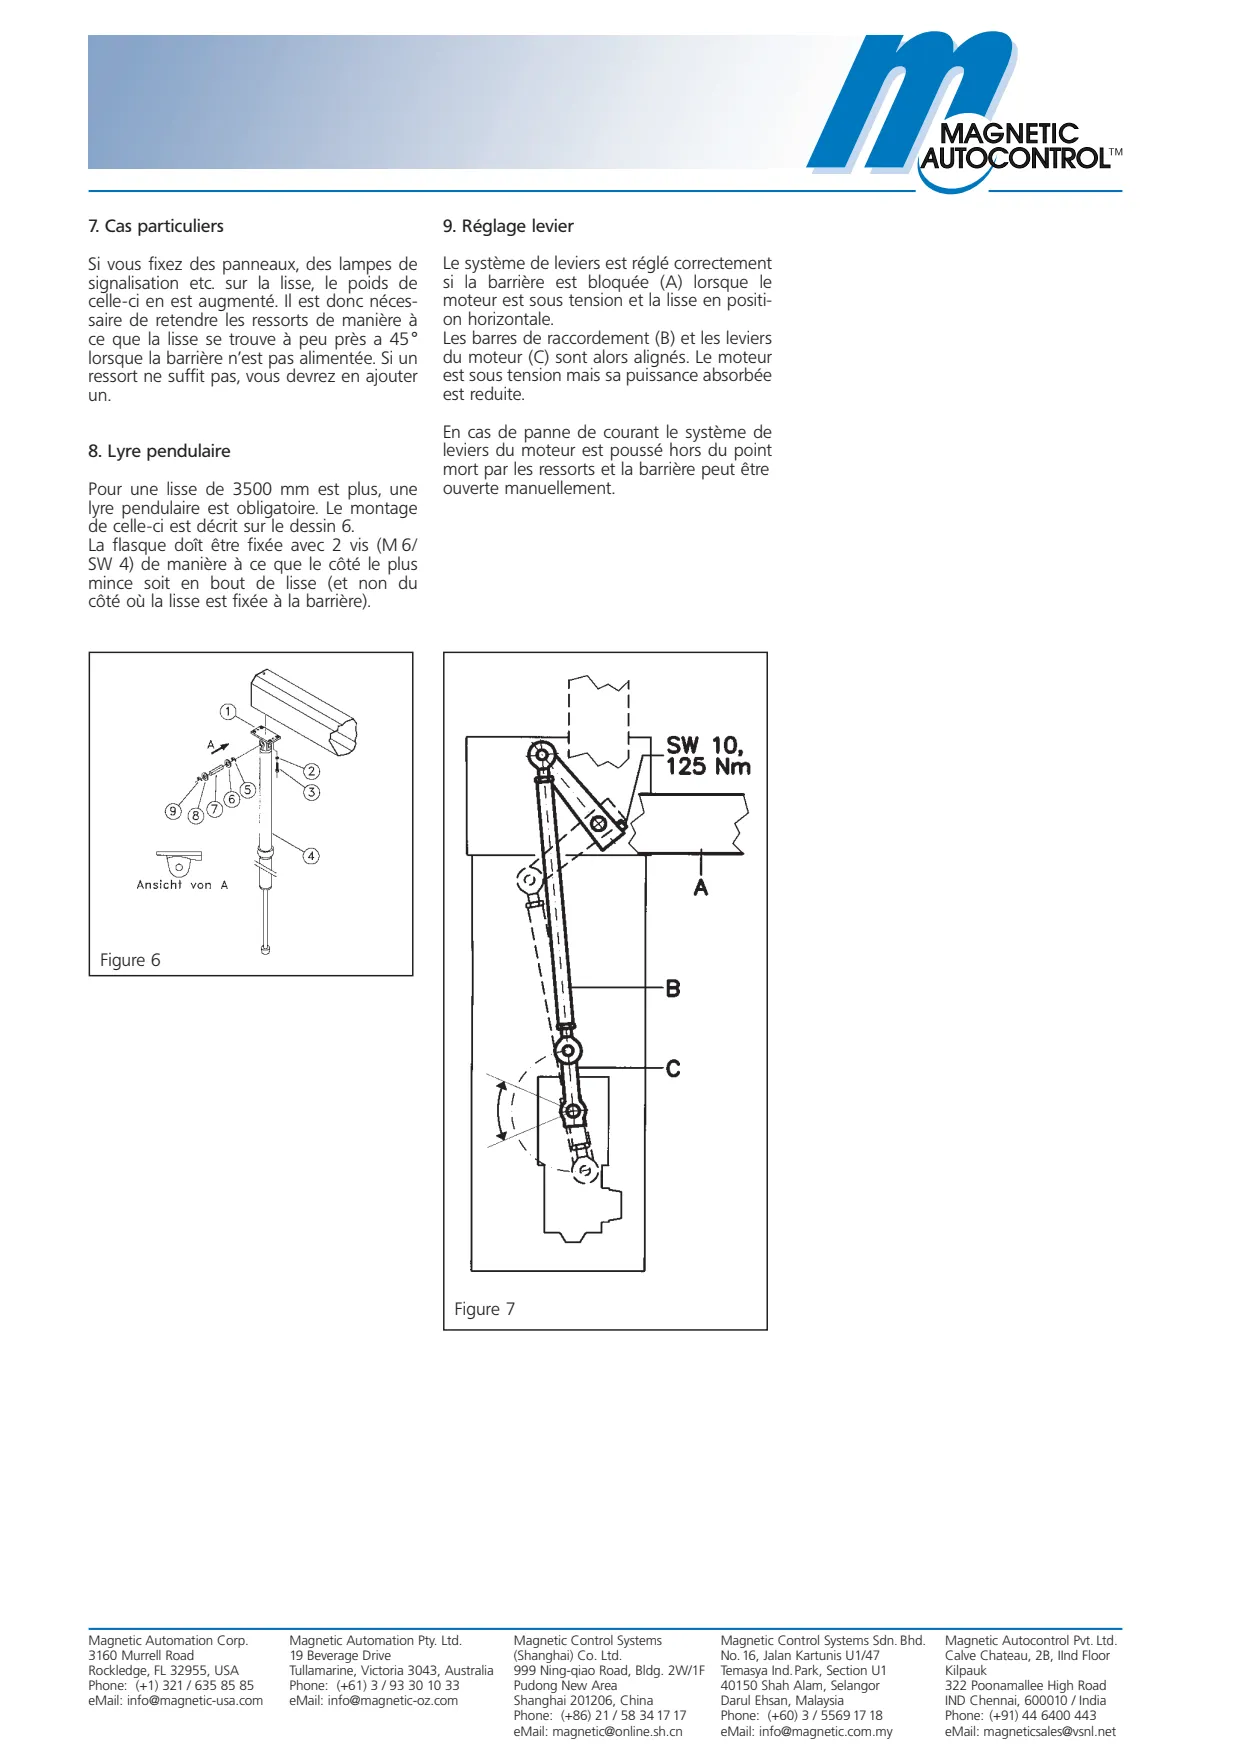 MAGNETIC
AUTOCONTROL™
7. Cas particuliers
Si vous fixez des panneaux, des lampes de
signalisation etc. sur la lisse, le poids de
celle-ci en est augmenté. Il est donc néces-
saire de retendre les ressorts de manière à
ce que la lisse se trouve à peu près a 45°
lorsque la barrière n’est pas alimentée. Si un
ressort ne suffit pas, vous devrez en ajouter
un.
8. Lyre pendulaire
Pour une lisse de 3500 mm est plus, une
lyre pendulaire est obligatoire. Le montage
de celle-ci est décrit sur le dessin 6.
La flasque doît être fixée avec 2 vis (M 6/
SW 4) de manière à ce que le côté le plus
mince soit en bout de lisse (et non du
côté où la lisse est fixée à la barrière).
9. Réglage levier
Le système de leviers est réglé correctement
si la barrière est bloquée (A) lorsque le
moteur est sous tension et la lisse en positi-
on horizontale.
Les barres de raccordement (B) et les leviers
du moteur (C) sont alors alignés. Le moteur
est sous tension mais sa puissance absorbée
est reduite.
En cas de panne de courant le système de
leviers du moteur est poussé hors du point
mort par les ressorts et la barrière peut être
ouverte manuellement.
1
A
2
3
5
6
7
8
9
4
Ansicht von A
Figure 6
SW 10,
125 Nm
A
B
C
Figure 7
Magnetic Automation Corp.
3160 Murrell Road
Rockledge, FL 32955, USA
Phone: (+1) 321 / 635 85 85
eMail: info@magnetic-usa.com
Magnetic Automation Pty. Ltd.
19 Beverage Drive
Tullamarine, Victoria 3043, Australia
Phone: (+61) 3 / 93 30 10 33
eMail: info@magnetic-oz.com
Magnetic Control Systems
(Shanghai) Co. Ltd.
999 Ning-qiao Road, Bldg. 2W/1F
Pudong New Area
Shanghai 201206, China
Phone: (+86) 21 / 58 34 17 17
eMail: magnetic@online.sh.cn
Magnetic Control Systems Sdn. Bhd.
No. 16, Jalan Kartunis U1/47
Temasya Ind. Park, Section U1
40150 Shah Alam, Selangor
Darul Ehsan, Malaysia
Phone: (+60) 3 / 5569 17 18
eMail: info@magnetic.com.my
Magnetic Autocontrol Pvt. Ltd.
Calve Chateau, 2B, IInd Floor
Kilpauk
322 Poonamallee High Road
IND Chennai, 600010 / India
Phone: (+91) 44 6400 443
eMail: magneticsales@vsnl.net